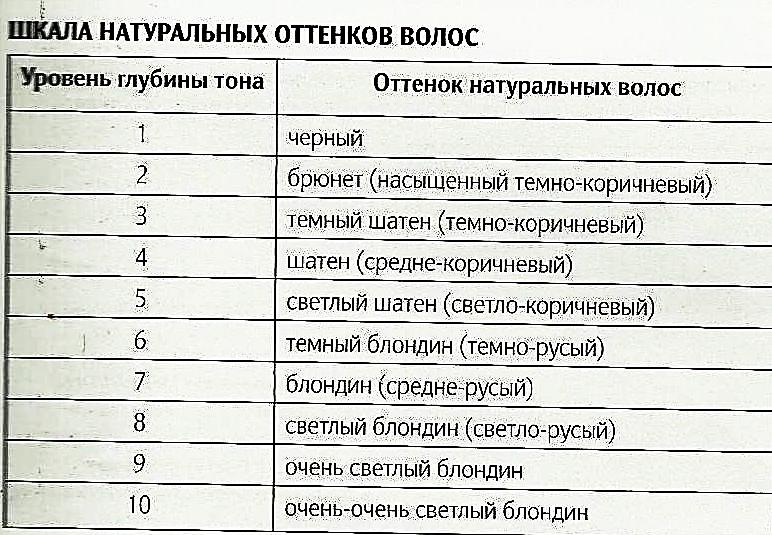 ШКАЛА НАТУРАЛЬНЫХ ОТТЕНКОВ ВОЛОС
Уровень глубины тона Оттенок натуральных волос
1 черный
2 брюнет (насыщенный темно-коричневый)
3 темный шатен (темно-коричневый)
4 шатен (средне-коричневый)
5 светлый шатен (светло-коричневый)
6 темный блондин (темно-русый)
7 блондин (средне-русый)
8 светлый блондин (светло-русый)
9 очень светлый блондин
10 очень-очень светлый блондин